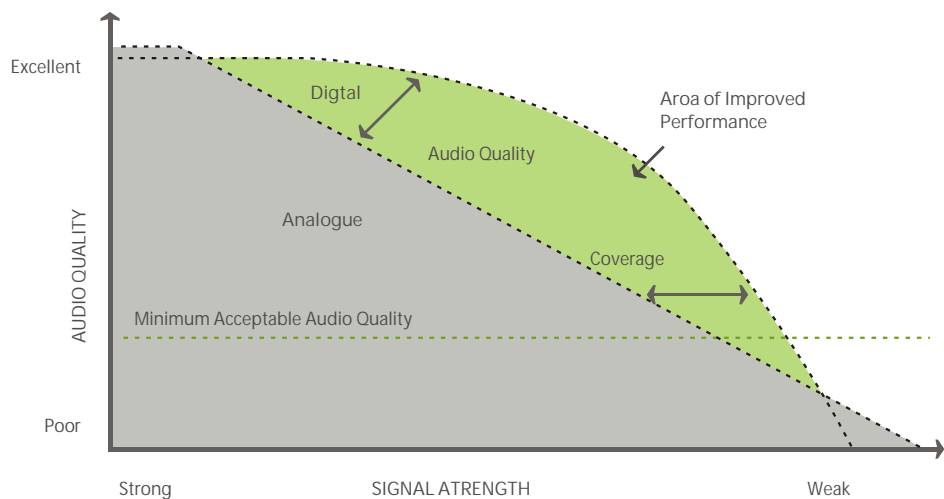 Excellent
Digtal
Aroa of Improved
Performance
Audio Quality
Analogue
AUDIO QUALITY
Coverage
Minimum Acceptable Audio Quality
Poor
Strong
SIGNAL ATRENGTH
Weak